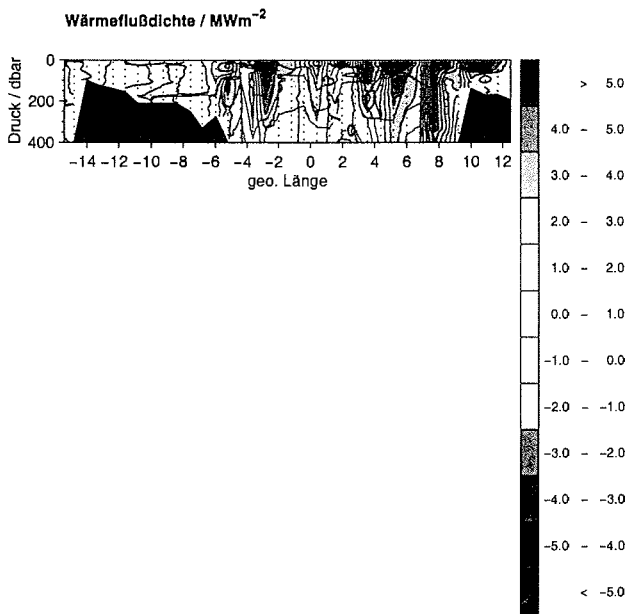 Wärmeflußdichte / MWm⁻²
Druck / dbar
0
200
400
−14 −12 −10 −8 −6 −4 −2 0 2 4 6 8 10 12
geo. Länge
> 5.0
4.0 − 5.0
3.0 − 4.0
2.0 − 3.0
1.0 − 2.0
0.0 − 1.0
−1.0 − 0.0
−2.0 − −1.0
−3.0 − −2.0
−4.0 − −3.0
−5.0 − −4.0
< −5.0